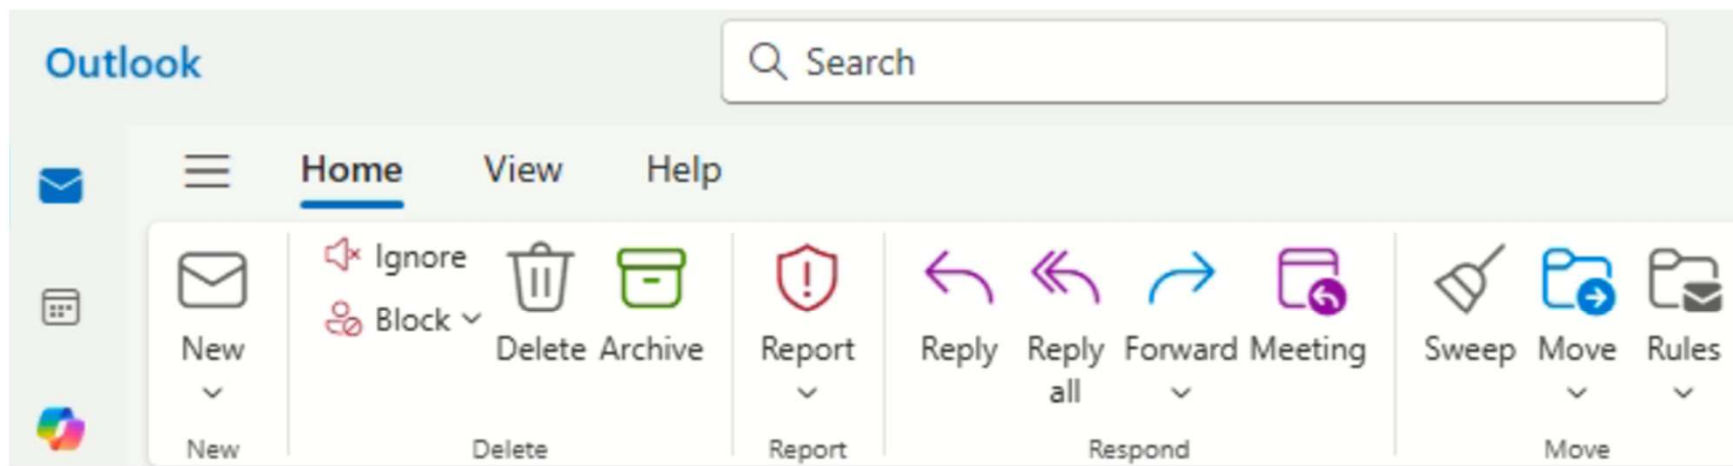 Outlook
Search
Home View Help
Ignore
Block
New Delete Archive Report Reply Reply all Forward Meeting Sweep Move Rules
New Delete Report Respond Move